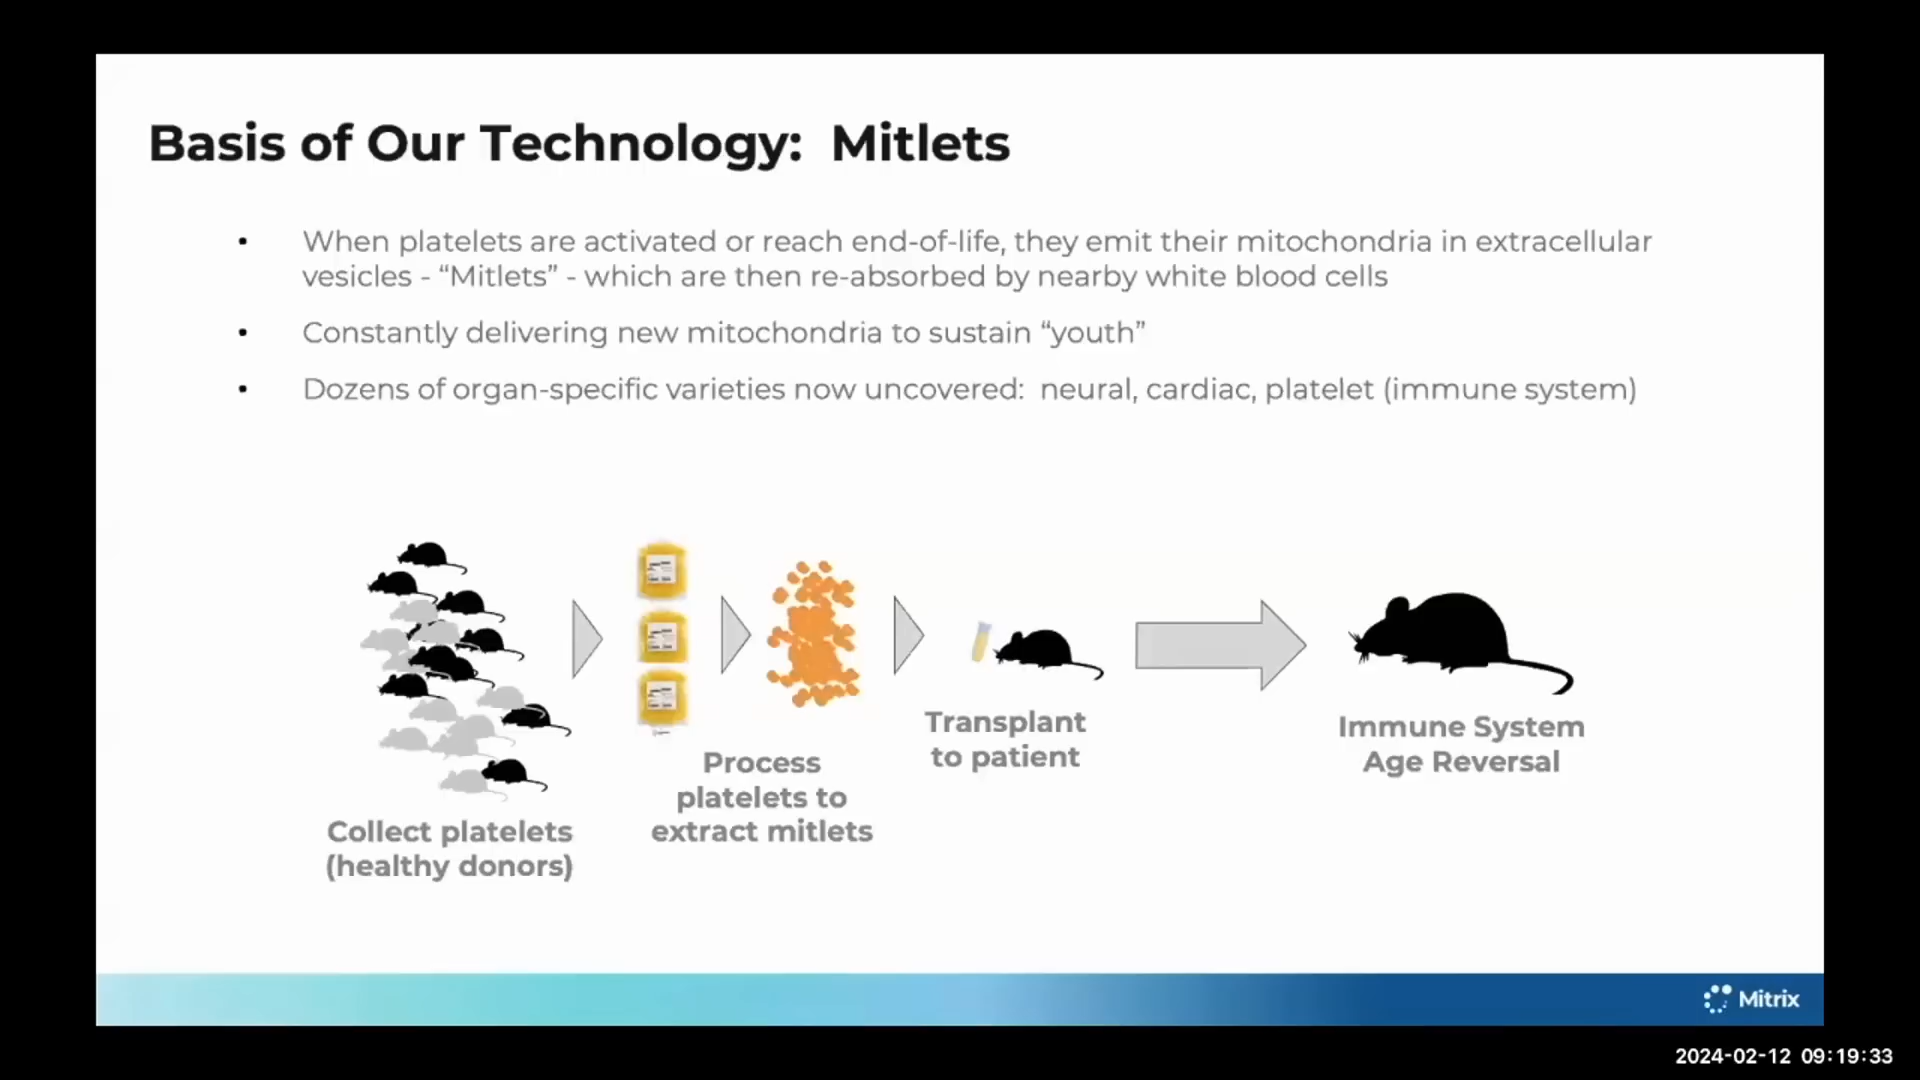 Basis of Our Technology:  Mitlets
• When platelets are activated or reach end-of-life, they emit their mitochondria in extracellular
vesicles - “Mitlets” - which are then re-absorbed by nearby white blood cells
• Constantly delivering new mitochondria to sustain “youth”
• Dozens of organ-specific varieties now uncovered:  neural, cardiac, platelet (immune system)
Collect platelets
(healthy donors)
Process
platelets to
extract mitlets
Transplant
to patient
Immune System
Age Reversal
Mitrix
2024-02-12 09:19:33